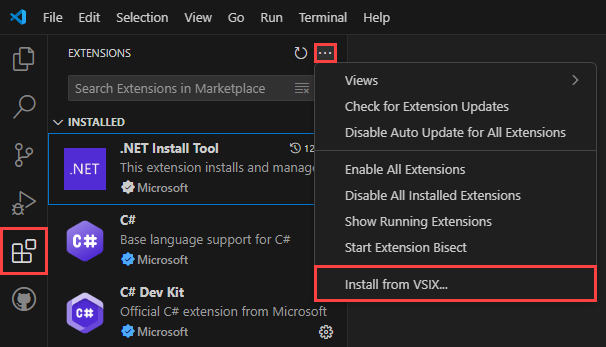 File Edit Selection View Go Run Terminal Help
EXTENSIONS
Search Extensions in Marketplace
INSTALLED
.NET
.NET Install Tool 12
This extension installs and manage
Microsoft
C#
C#
Base language support for C#
Microsoft
C#
C# Dev Kit
Official C# extension from Microsoft
Microsoft
Views
Check for Extension Updates
Disable Auto Update for All Extensions
Enable All Extensions
Disable All Installed Extensions
Show Running Extensions
Start Extension Bisect
Install from VSIX...